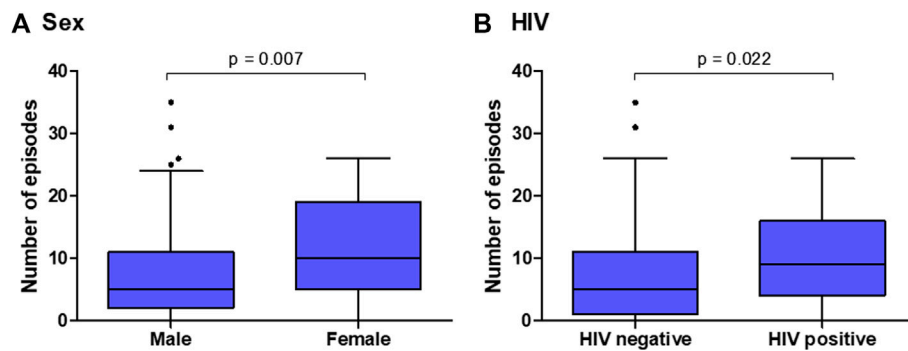 A Sex
p = 0.007
Number of episodes
40
30
20
10
0
Male Female
B HIV
p = 0.022
Number of episodes
40
30
20
10
0
HIV negative HIV positive